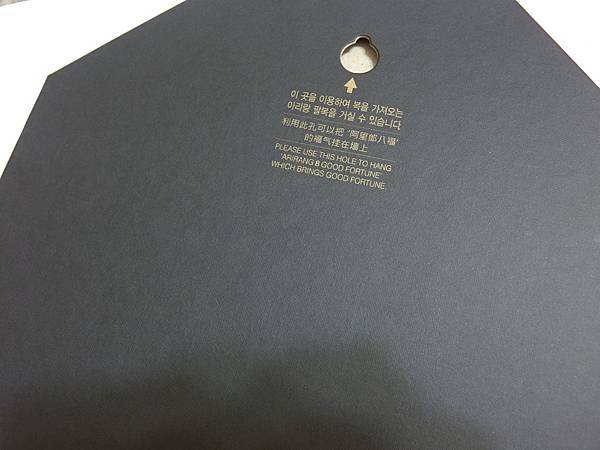 이 곳을 이용하여 복을 가져오는
아리랑 팔복을 거실 수 있습니다.
利用此孔可以把 '阿里郎八福'
的福气挂在墙上
PLEASE USE THIS HOLE TO HANG
"ARIRANG 8 GOOD FORTUNE"
WHICH BRINGS GOOD FORTUNE